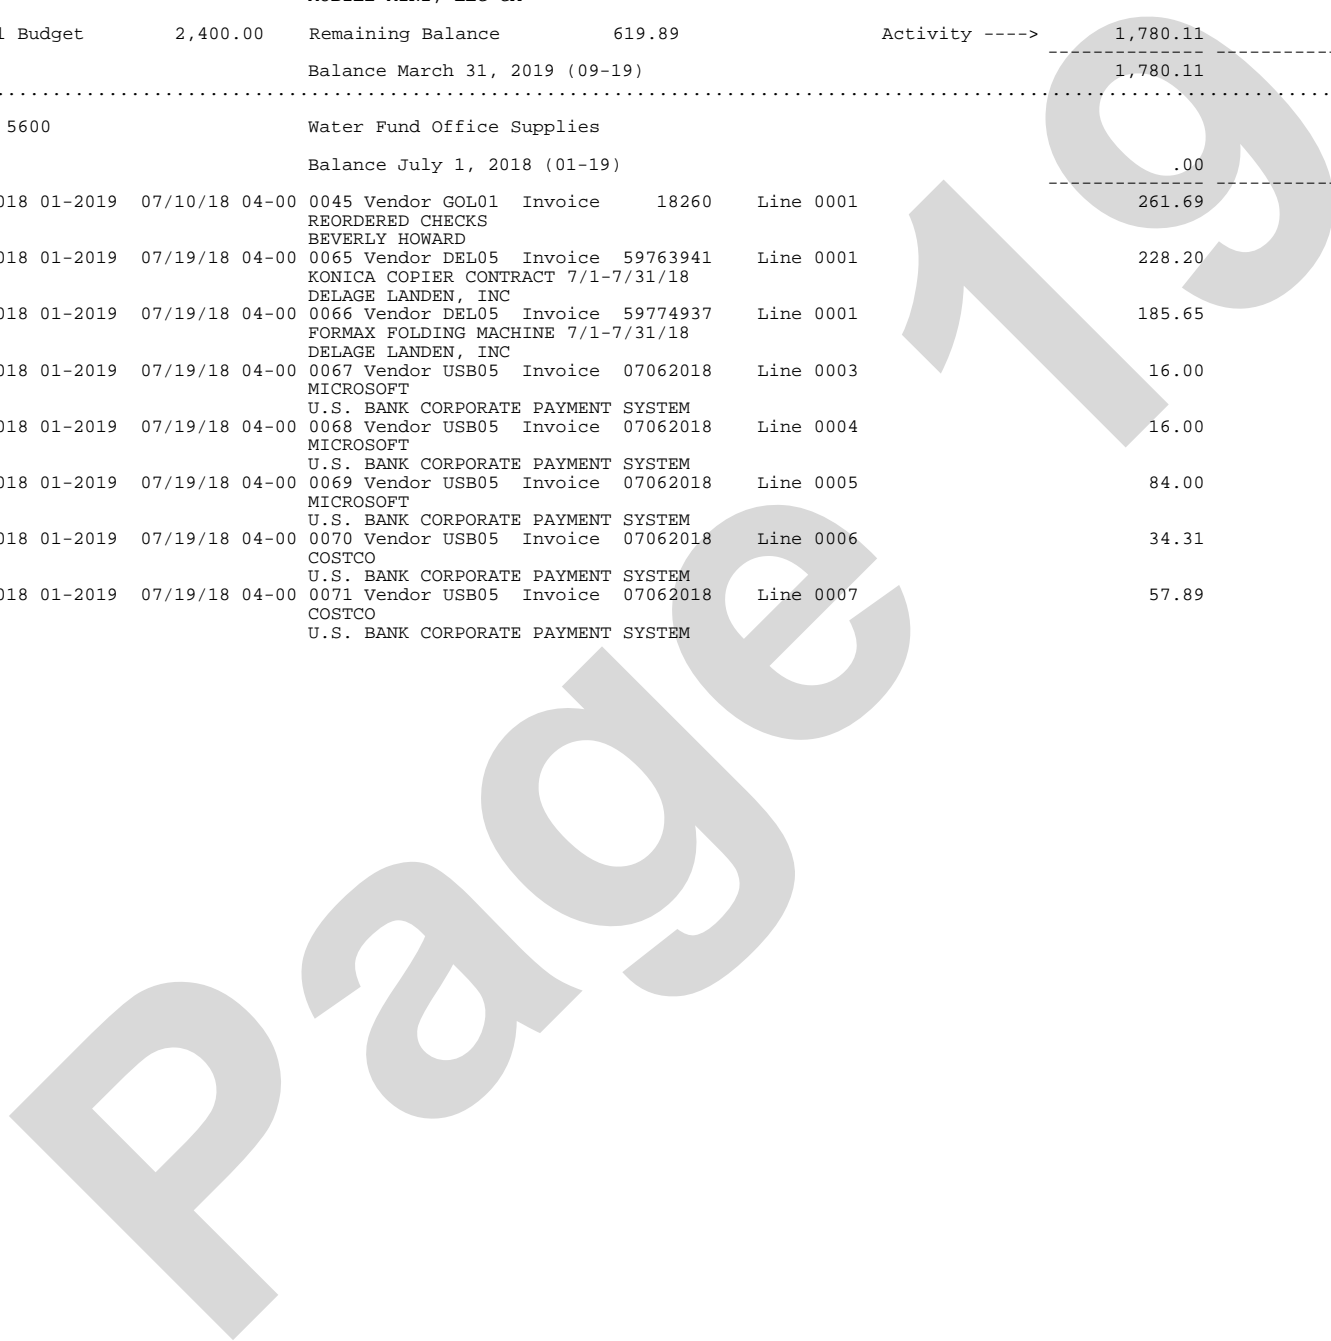 1 Budget 2,400.00 Remaining Balance 619.89 Activity ----> 1,780.11
Balance March 31, 2019 (09-19) 1,780.11
5600 Water Fund Office Supplies
Balance July 1, 2018 (01-19) .00
018 01-2019 07/10/18 04-00 0045 Vendor GOL01 Invoice 18260 Line 0001 261.69
REORDERED CHECKS
BEVERLY HOWARD
018 01-2019 07/19/18 04-00 0065 Vendor DEL05 Invoice 59763941 Line 0001 228.20
KONICA COPIER CONTRACT 7/1-7/31/18
DELAGE LANDEN, INC
018 01-2019 07/19/18 04-00 0066 Vendor DEL05 Invoice 59774937 Line 0001 185.65
FORMAX FOLDING MACHINE 7/1-7/31/18
DELAGE LANDEN, INC
018 01-2019 07/19/18 04-00 0067 Vendor USB05 Invoice 07062018 Line 0003 16.00
MICROSOFT
U.S. BANK CORPORATE PAYMENT SYSTEM
018 01-2019 07/19/18 04-00 0068 Vendor USB05 Invoice 07062018 Line 0004 16.00
MICROSOFT
U.S. BANK CORPORATE PAYMENT SYSTEM
018 01-2019 07/19/18 04-00 0069 Vendor USB05 Invoice 07062018 Line 0005 84.00
MICROSOFT
U.S. BANK CORPORATE PAYMENT SYSTEM
018 01-2019 07/19/18 04-00 0070 Vendor USB05 Invoice 07062018 Line 0006 34.31
COSTCO
U.S. BANK CORPORATE PAYMENT SYSTEM
018 01-2019 07/19/18 04-00 0071 Vendor USB05 Invoice 07062018 Line 0007 57.89
COSTCO
U.S. BANK CORPORATE PAYMENT SYSTEM
Page 19